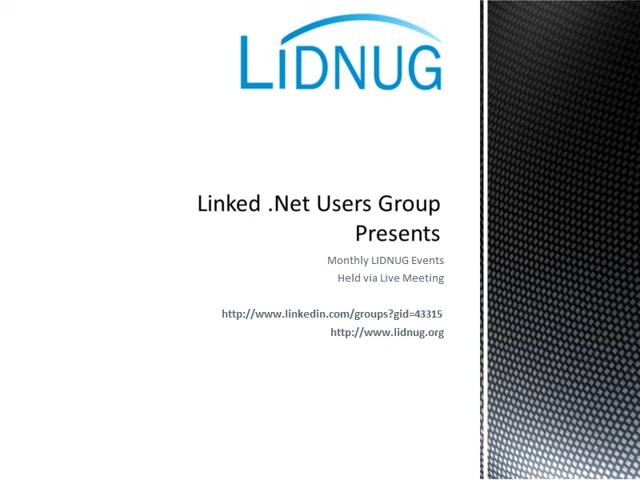 LIDNUG
Linked .Net Users Group
Presents
Monthly LIDNUG Events
Held via Live Meeting
http://www.linkedin.com/groups?gid=43315
http://www.lidnug.org